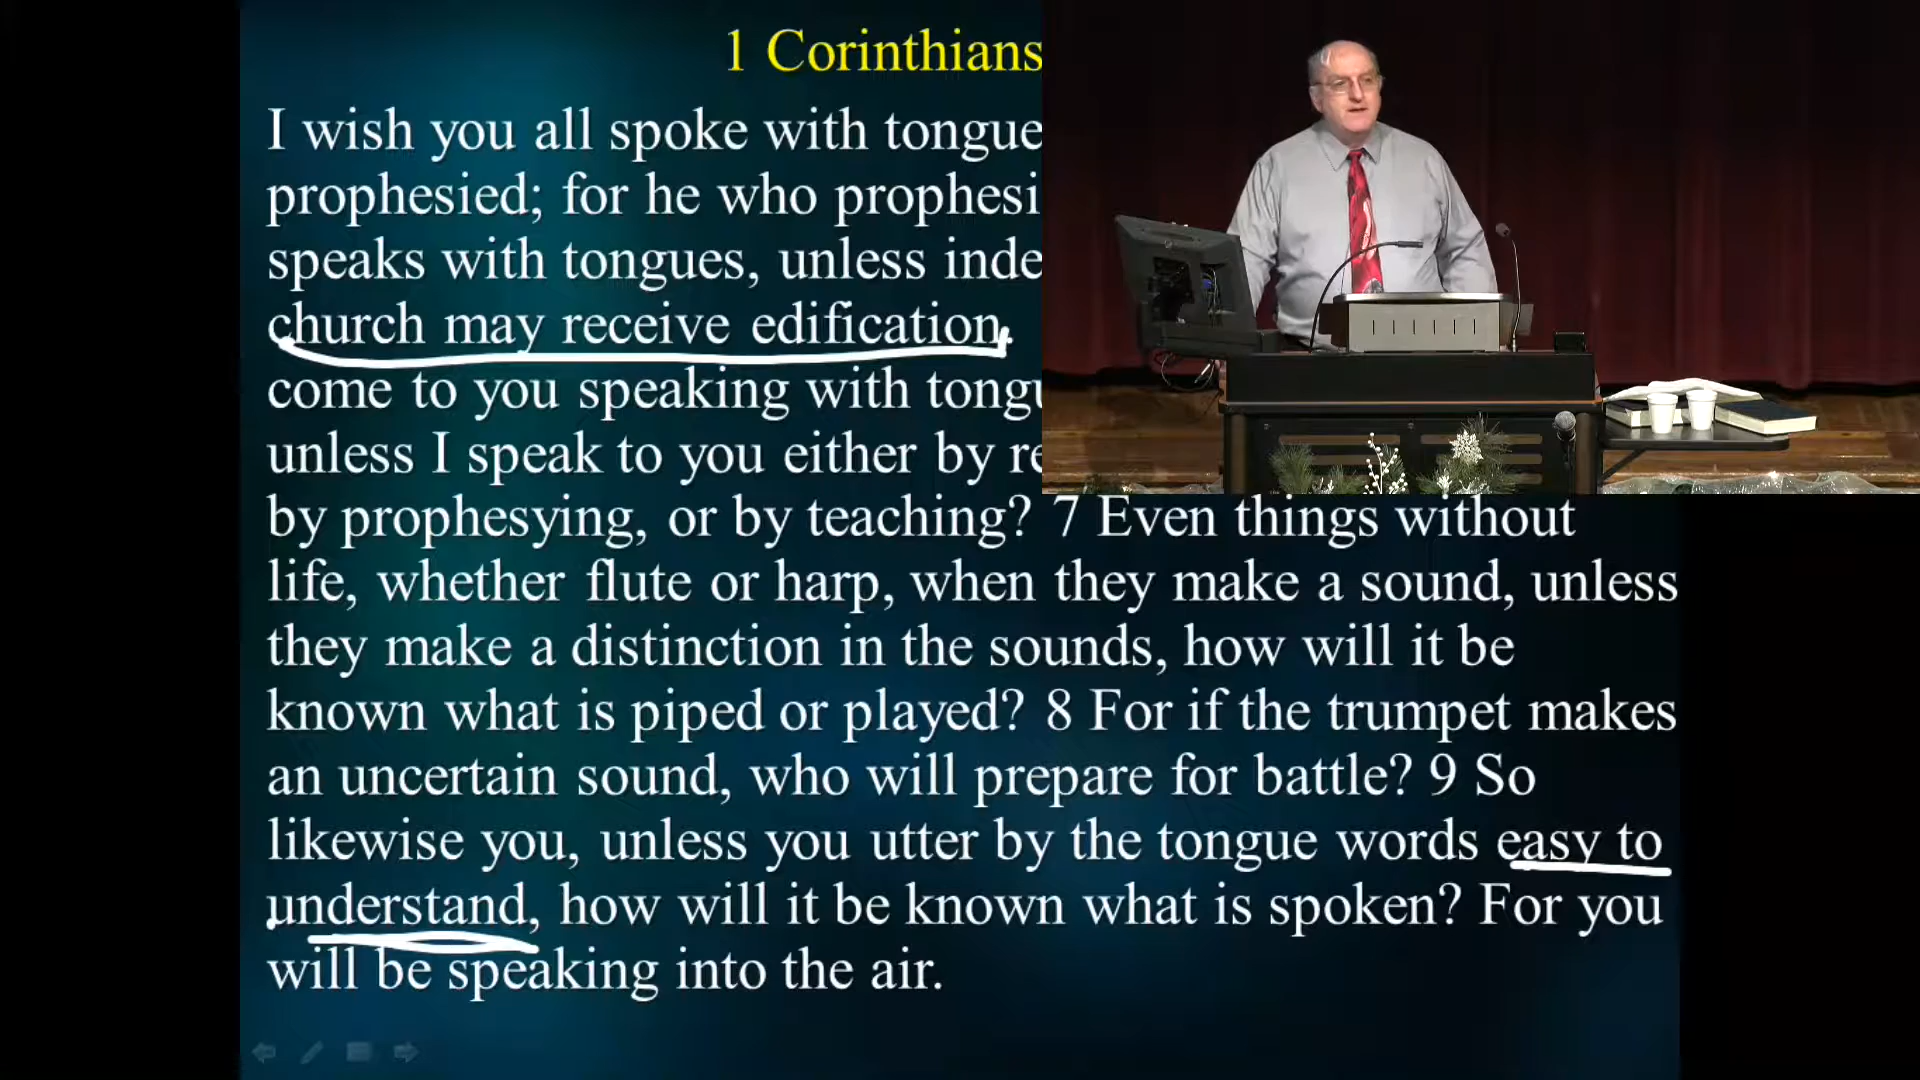 1 Corinthians
I wish you all spoke with tongue
prophesied; for he who prophesi
speaks with tongues, unless inde
church may receive edification.
come to you speaking with tongu
unless I speak to you either by re
by prophesying, or by teaching? 7 Even things without
life, whether flute or harp, when they make a sound, unless
they make a distinction in the sounds, how will it be
known what is piped or played? 8 For if the trumpet makes
an uncertain sound, who will prepare for battle? 9 So
likewise you, unless you utter by the tongue words easy to
understand, how will it be known what is spoken? For you
will be speaking into the air.